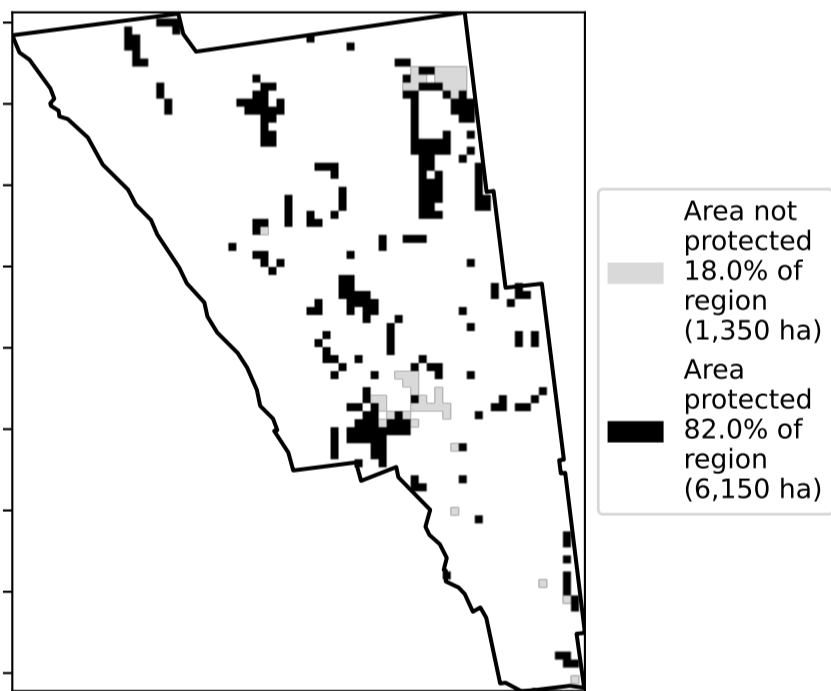 Area not
protected
18.0% of
region
(1,350 ha)
Area
protected
82.0% of
region
(6,150 ha)